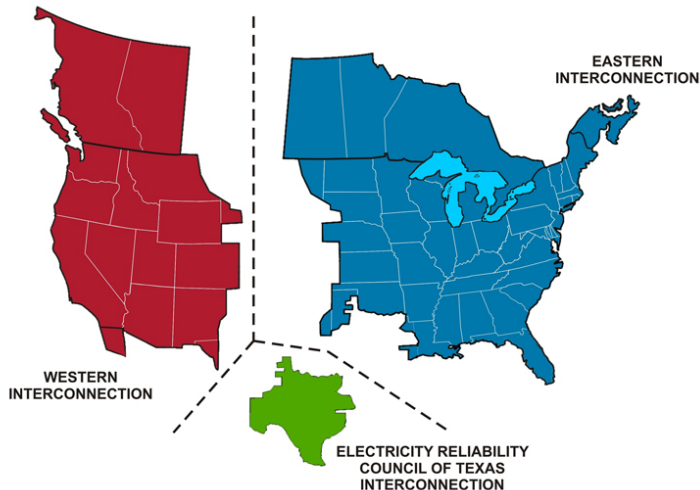 EASTERN
INTERCONNECTION
WESTERN
INTERCONNECTION
ELECTRICITY RELIABILITY
COUNCIL OF TEXAS
INTERCONNECTION